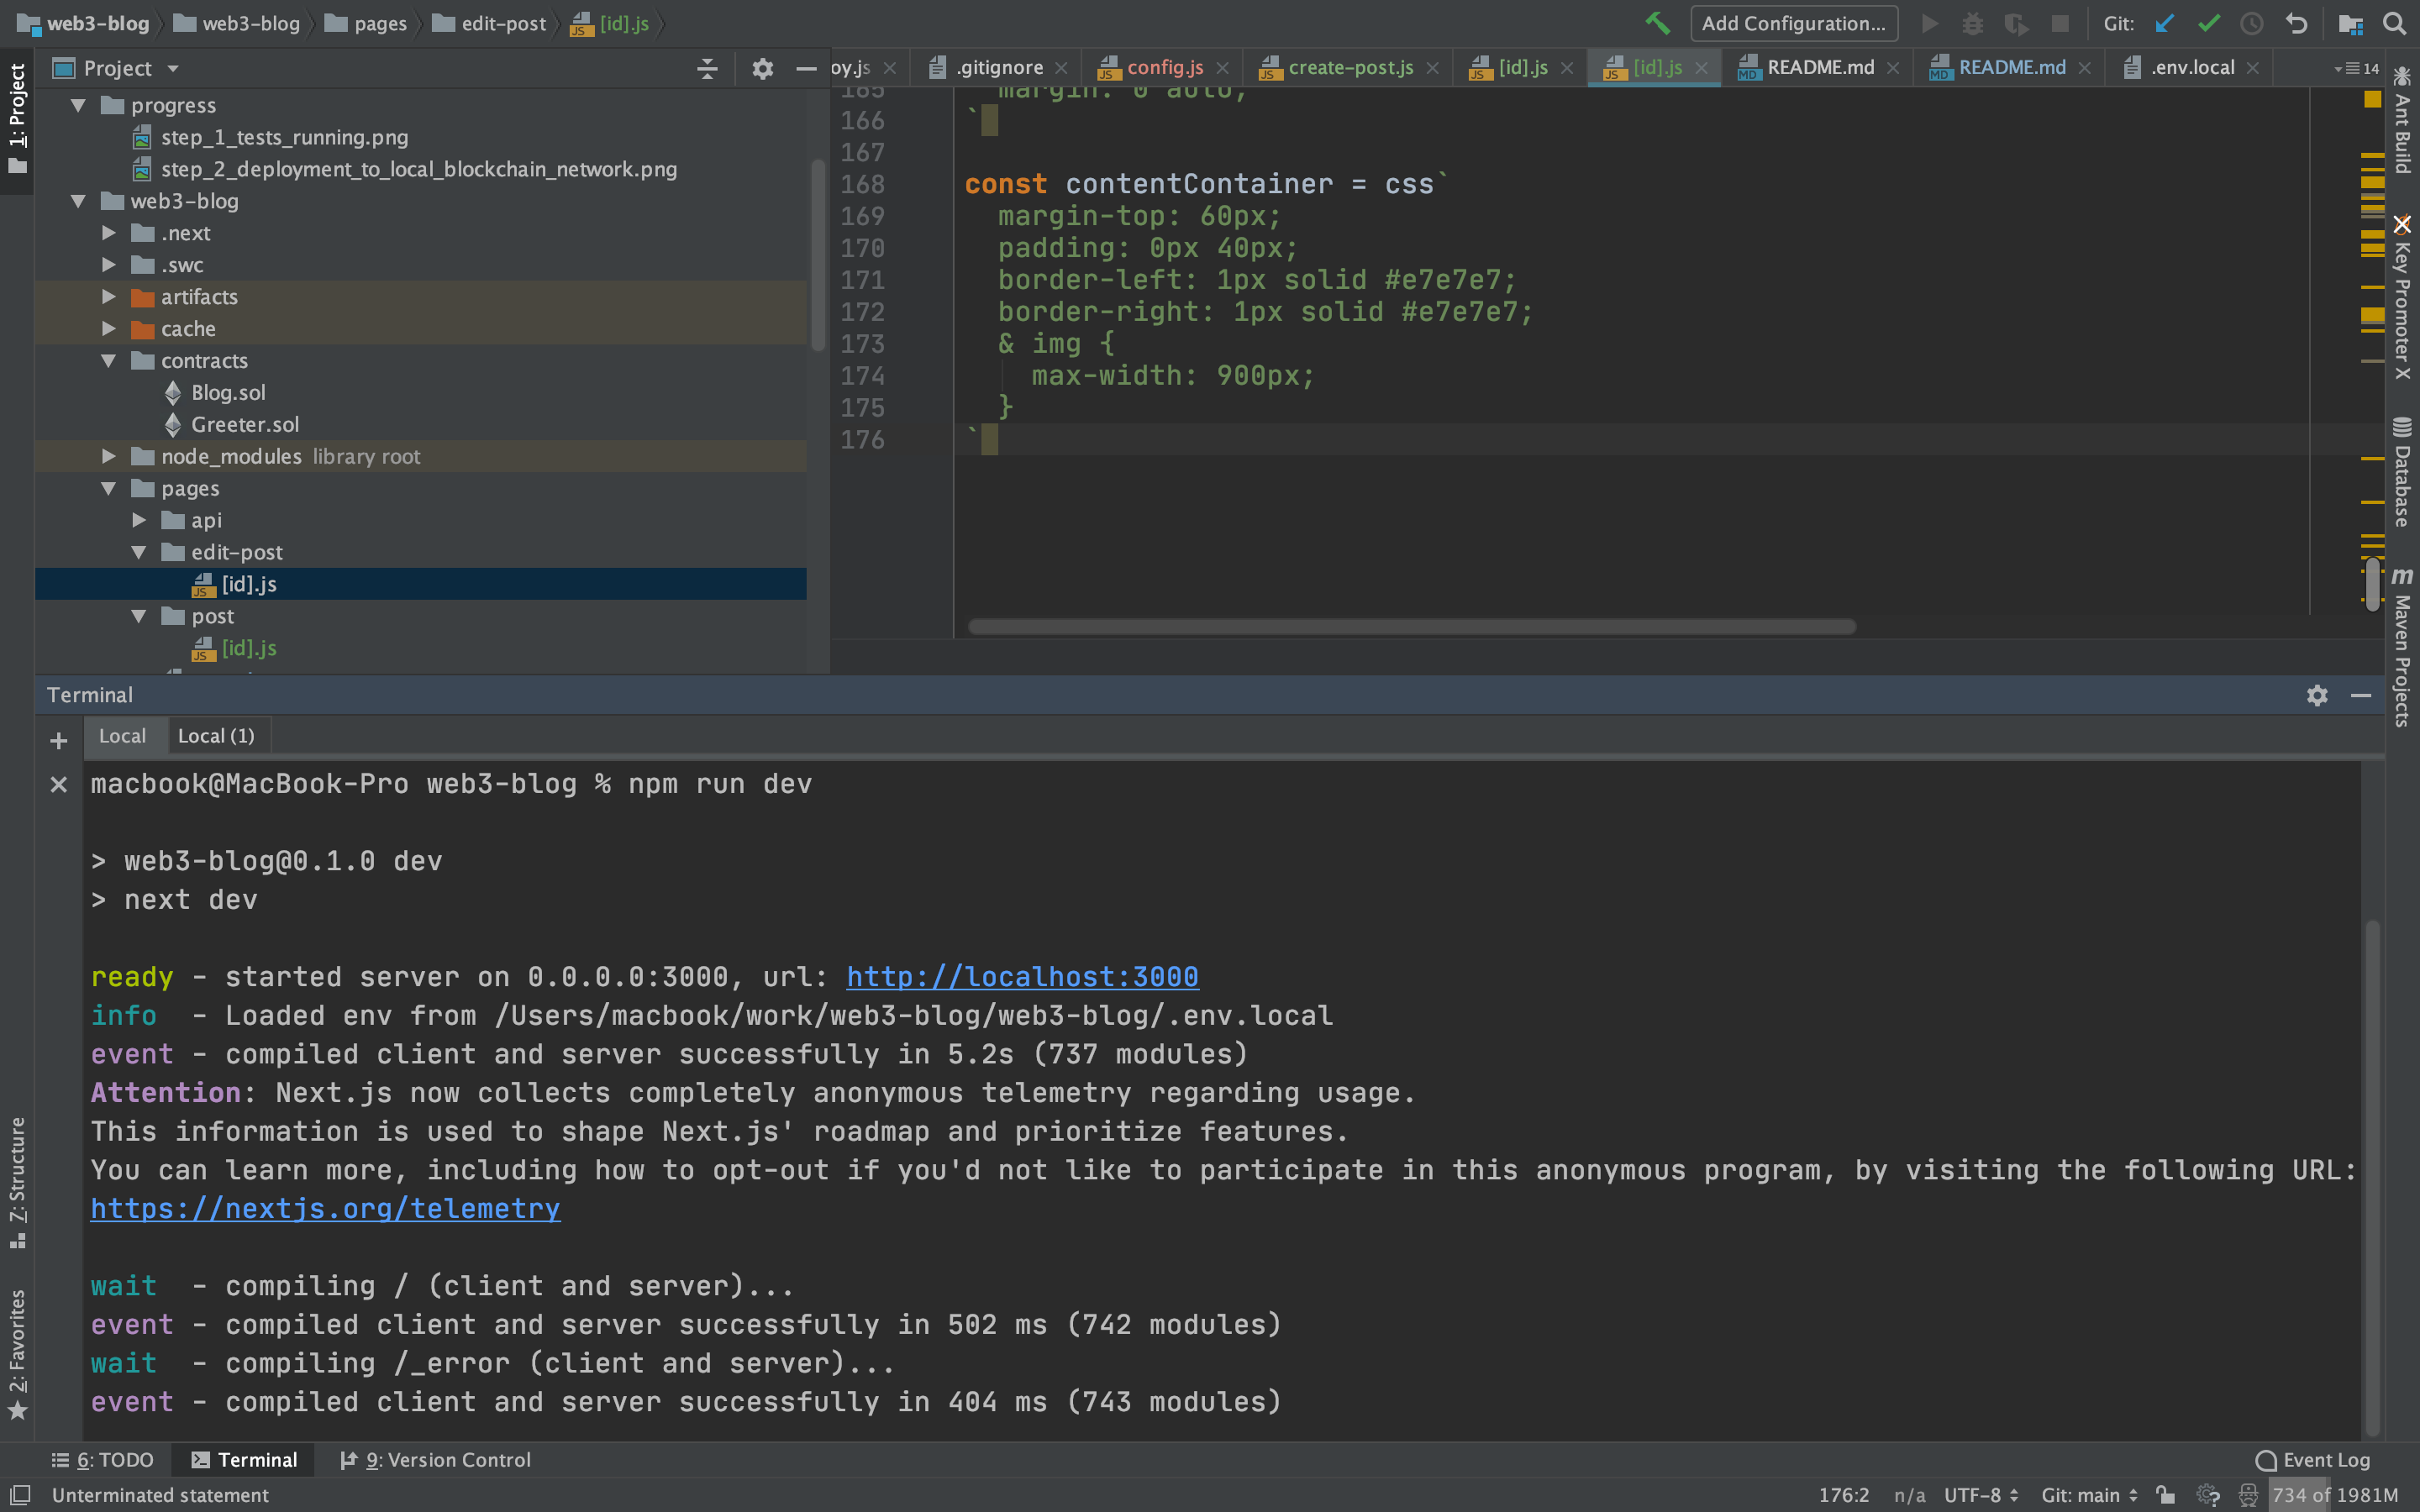 web3-blog web3-blog pages edit-post [id].js
Add Configuration... Git:
1: Project
Project
progress
step_1_tests_running.png
step_2_deployment_to_local_blockchain_network.png
web3-blog
.next
.swc
artifacts
cache
contracts
Blog.sol
Greeter.sol
node_modules library root
pages
api
edit-post
[id].js
post
[id].js
oy.js .gitignore config.js create-post.js [id].js [id].js README.md README.md .env.local 14
165 margin: 0 auto;
166 `
167
168 const contentContainer = css`
169 margin-top: 60px;
170 padding: 0px 40px;
171 border-left: 1px solid #e7e7e7;
172 border-right: 1px solid #e7e7e7;
173 & img {
174 max-width: 900px;
175 }
176 `
Ant Build
Key Promoter X
Database
Maven Projects
Terminal
Local Local (1)
macbook@MacBook-Pro web3-blog % npm run dev
> web3-blog@0.1.0 dev
> next dev
ready - started server on 0.0.0.0:3000, url: http://localhost:3000
info - Loaded env from /Users/macbook/work/web3-blog/web3-blog/.env.local
event - compiled client and server successfully in 5.2s (737 modules)
Attention: Next.js now collects completely anonymous telemetry regarding usage.
This information is used to shape Next.js' roadmap and prioritize features.
You can learn more, including how to opt-out if you'd not like to participate in this anonymous program, by visiting the following URL:
https://nextjs.org/telemetry
wait - compiling / (client and server)...
event - compiled client and server successfully in 502 ms (742 modules)
wait - compiling /_error (client and server)...
event - compiled client and server successfully in 404 ms (743 modules)
7: Structure
2: Favorites
6: TODO Terminal 9: Version Control Event Log
Unterminated statement 176:2 n/a UTF-8 Git: main 734 of 1981M